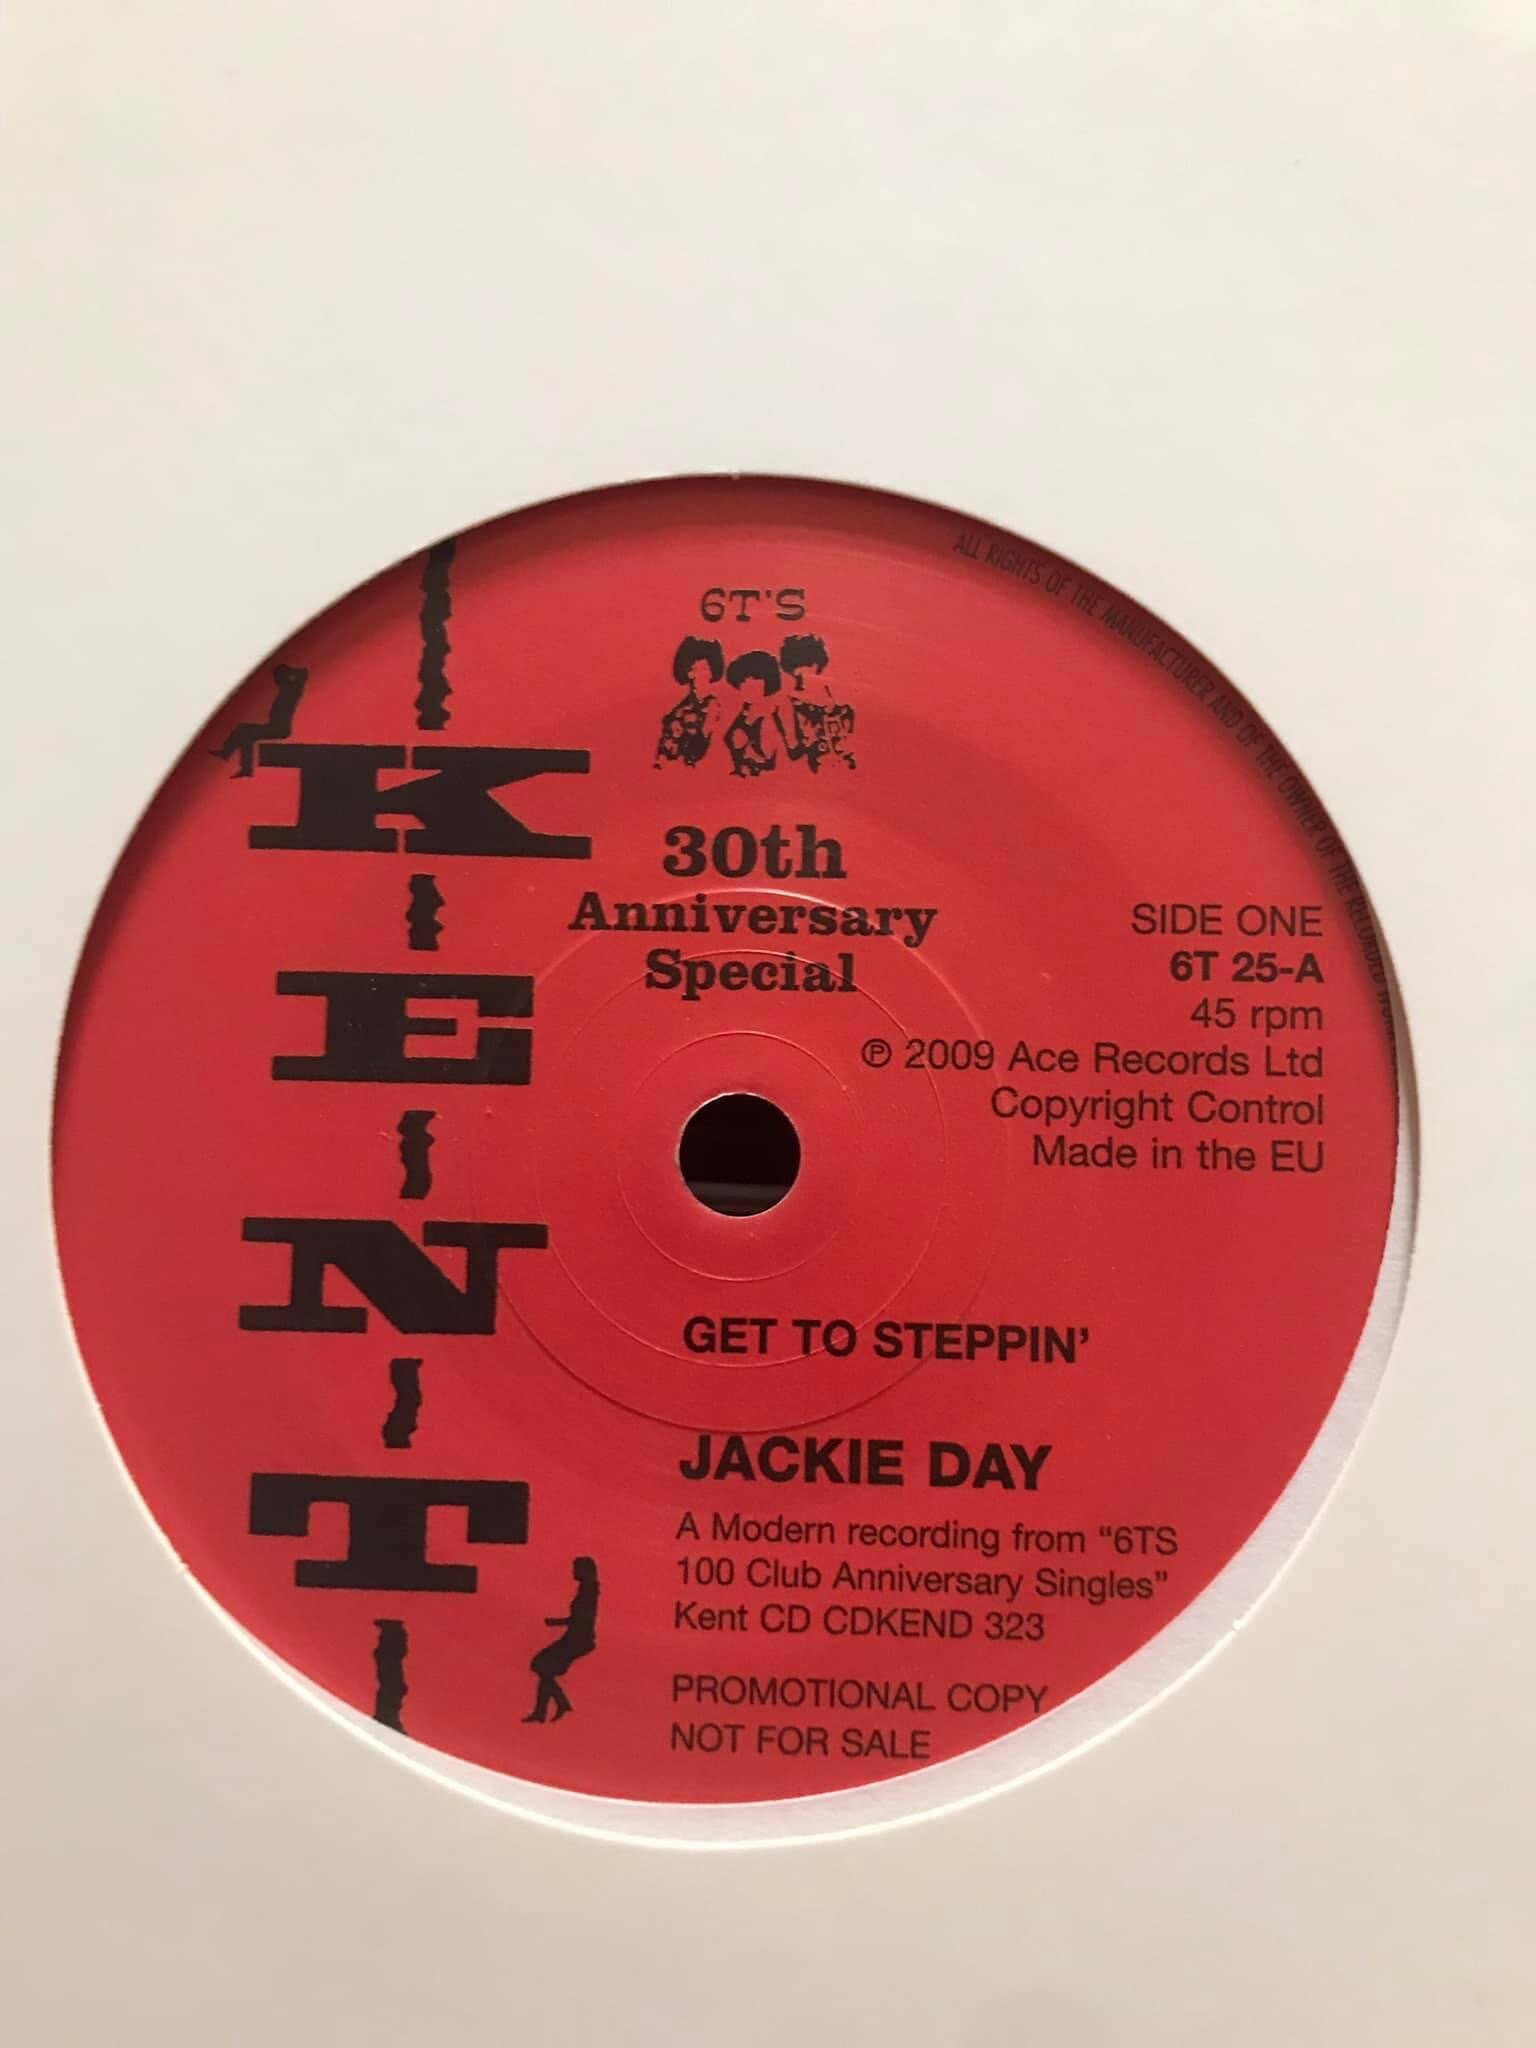 6T'S
KENT
30th
Anniversary
Special
SIDE ONE
6T 25-A
45 rpm
℗ 2009 Ace Records Ltd
Copyright Control
Made in the EU
GET TO STEPPIN'
JACKIE DAY
A Modern recording from "6TS
100 Club Anniversary Singles"
Kent CD CDKEND 323
PROMOTIONAL COPY
NOT FOR SALE
ALL RIGHTS OF THE MANUFACTURER AND OF THE OWNER OF THE RECORDED